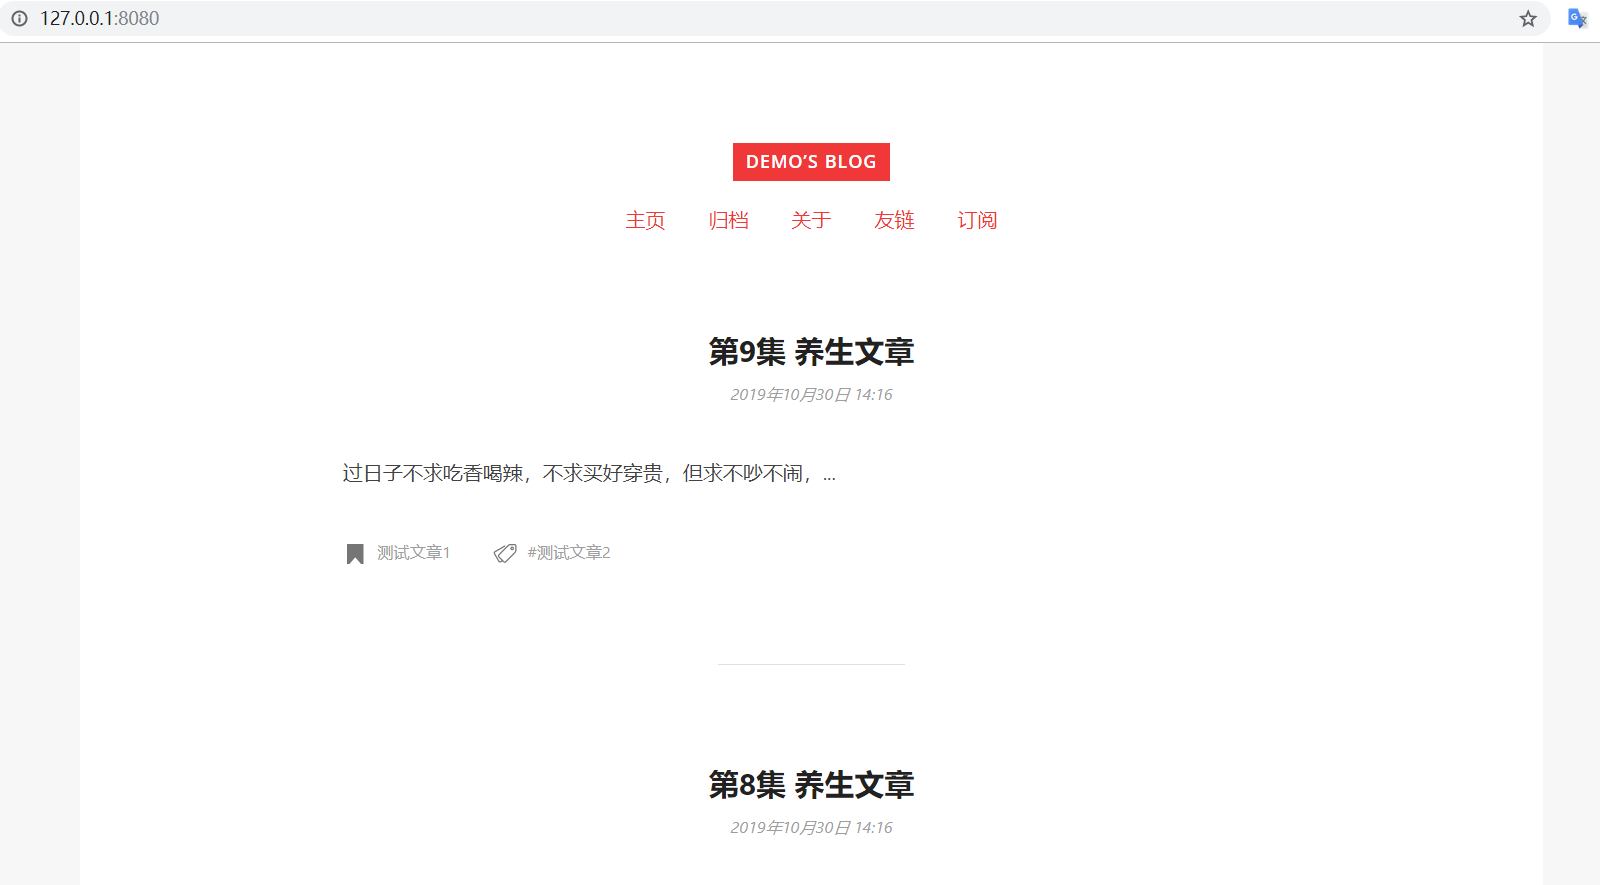 127.0.0.1:8080
DEMO’S BLOG
主页 归档 关于 友链 订阅
第9集 养生文章
2019年10月30日 14:16
过日子不求吃香喝辣，不求买好穿贵，但求不吵不闹，...
测试文章1 #测试文章2
第8集 养生文章
2019年10月30日 14:16